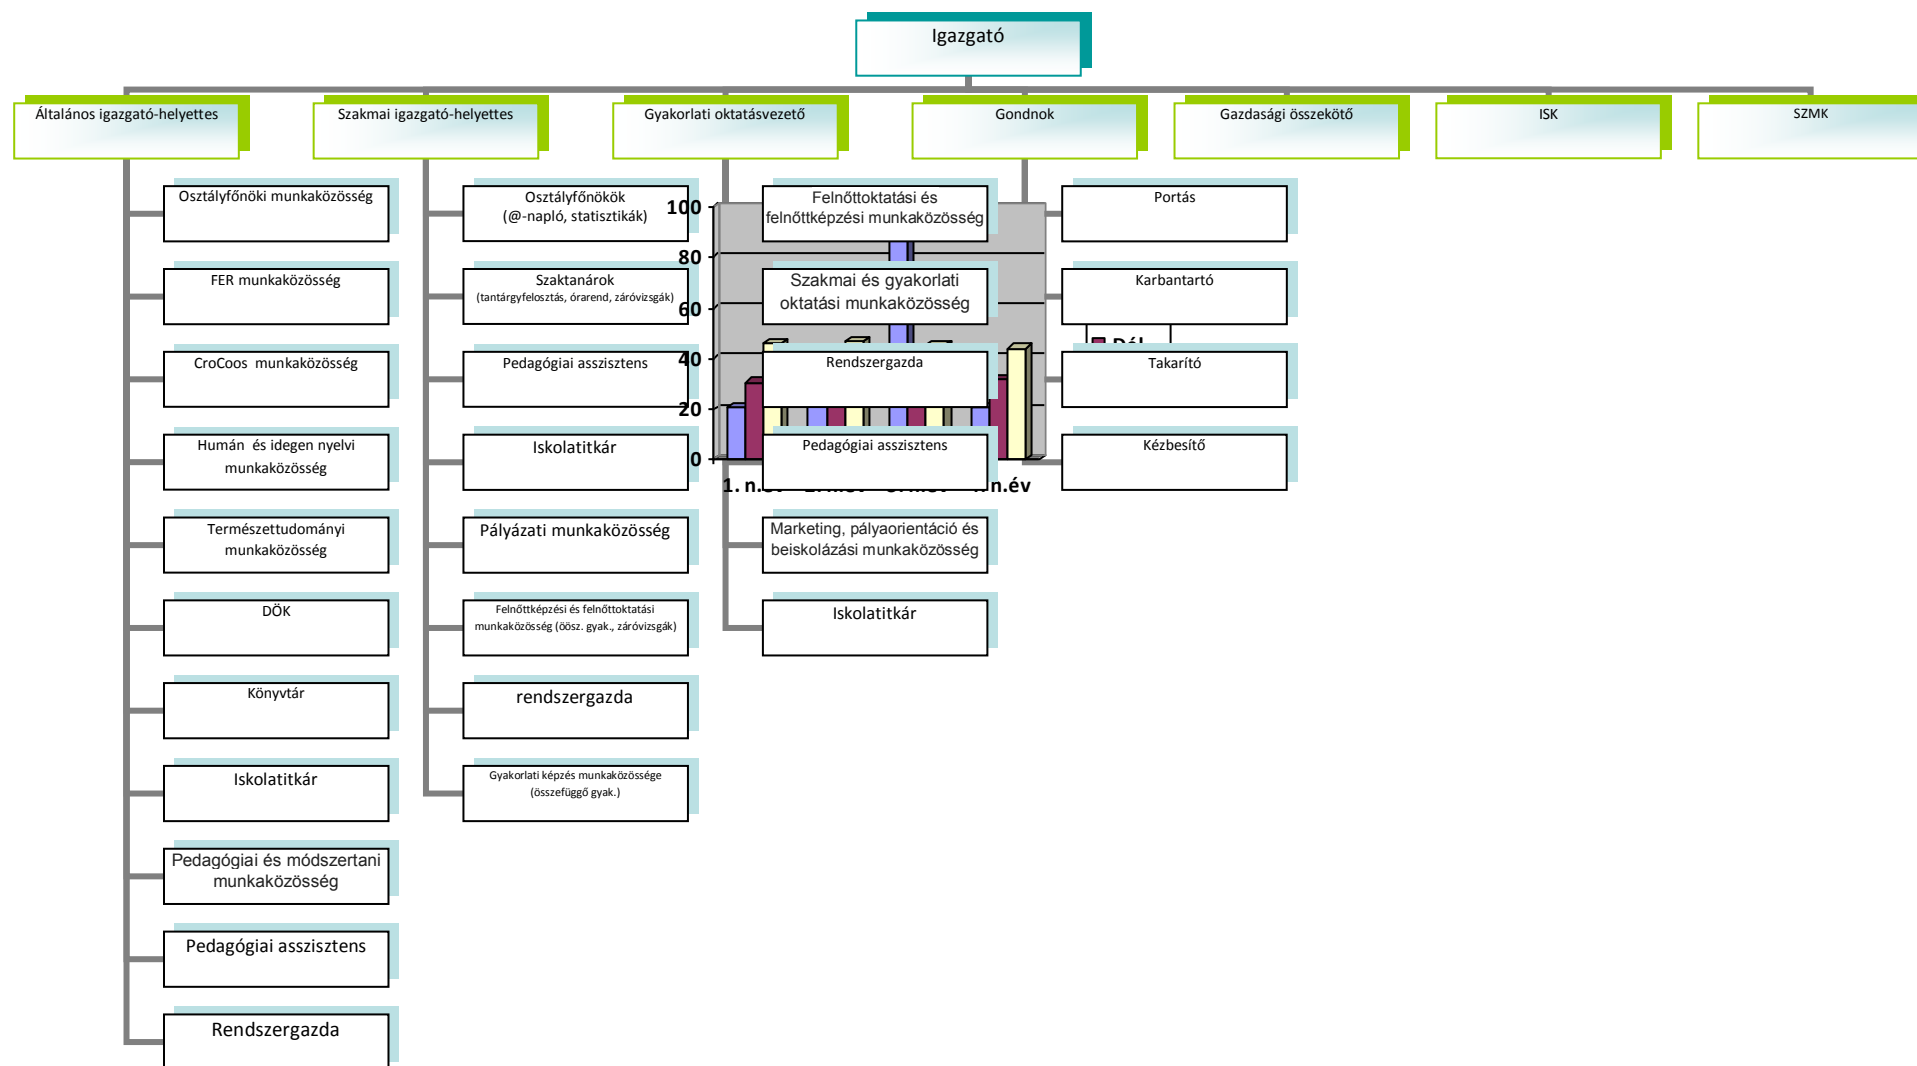 Igazgató
Általános igazgató-helyettes
Szakmai igazgató-helyettes
Gyakorlati oktatásvezető
Gondnok
Gazdasági összekötő
ISK
SZMK
Osztályfőnöki munkaközösség
FER munkaközösség
CroCoos munkaközösség
Humán és idegen nyelvi
munkaközösség
Természettudományi
munkaközösség
DÖK
Könyvtár
Iskolatitkár
Pedagógiai és módszertani
munkaközösség
Pedagógiai asszisztens
Rendszergazda
Osztályfőnökök
(@-napló, statisztikák)
Szaktanárok
(tantárgyfelosztás, órarend, záróvizsgák)
Pedagógiai asszisztens
Iskolatitkár
Pályázati munkaközösség
Felnőttképzési és felnőttoktatási
munkaközösség (öösz. gyak., záróvizsgák)
rendszergazda
Gyakorlati képzés munkaközössége
(összefüggő gyak.)
Felnőttoktatási és
felnőttképzési munkaközösség
Szakmai és gyakorlati
oktatási munkaközösség
Rendszergazda
Pedagógiai asszisztens
Marketing, pályaorientáció és
beiskolázási munkaközösség
Iskolatitkár
Portás
Karbantartó
Takarító
Kézbesítő
100
80
60
40
20
0
1. n.év
n.év